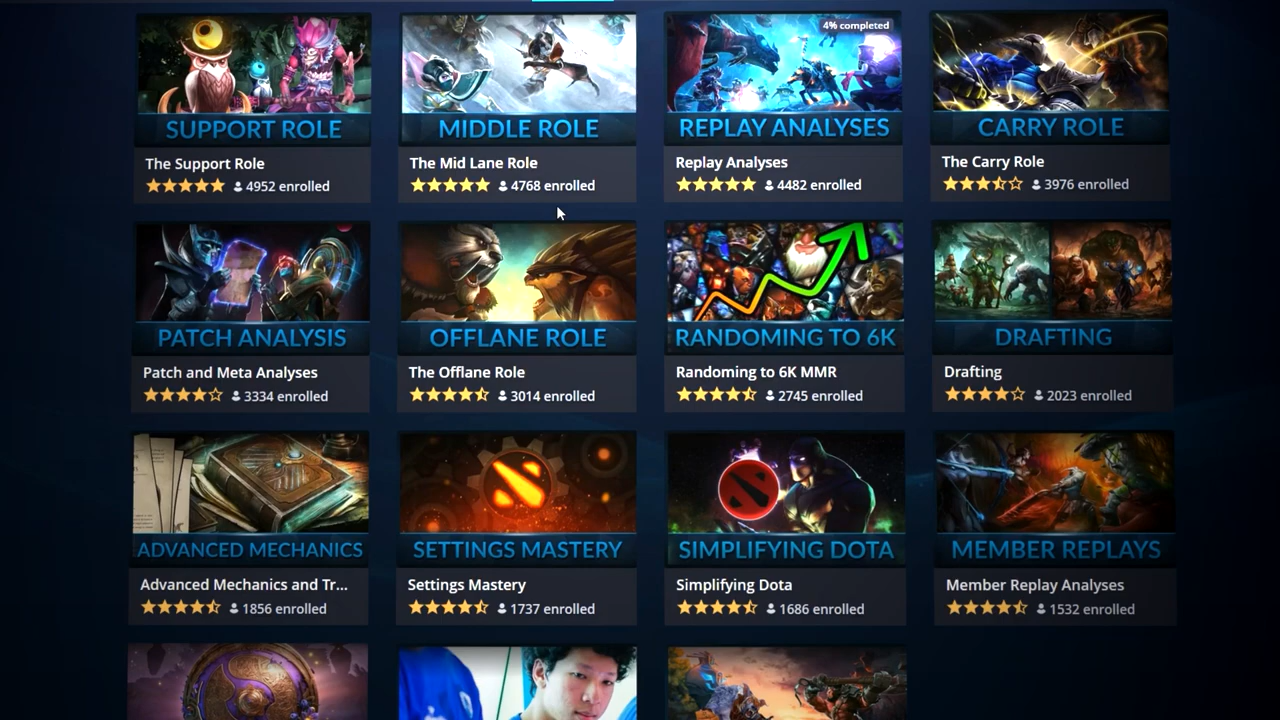 4% completed
SUPPORT ROLE
MIDDLE ROLE
REPLAY ANALYSES
CARRY ROLE
The Support Role
The Mid Lane Role
Replay Analyses
The Carry Role
4952 enrolled
4768 enrolled
4482 enrolled
3976 enrolled
PATCH ANALYSIS
OFFLANE ROLE
RANDOMING TO 6K
DRAFTING
Patch and Meta Analyses
The Offlane Role
Randoming to 6K MMR
Drafting
3334 enrolled
3014 enrolled
2745 enrolled
2023 enrolled
ADVANCED MECHANICS
SETTINGS MASTERY
SIMPLIFYING DOTA
MEMBER REPLAYS
Advanced Mechanics and Tr...
Settings Mastery
Simplifying Dota
Member Replay Analyses
1856 enrolled
1737 enrolled
1686 enrolled
1532 enrolled